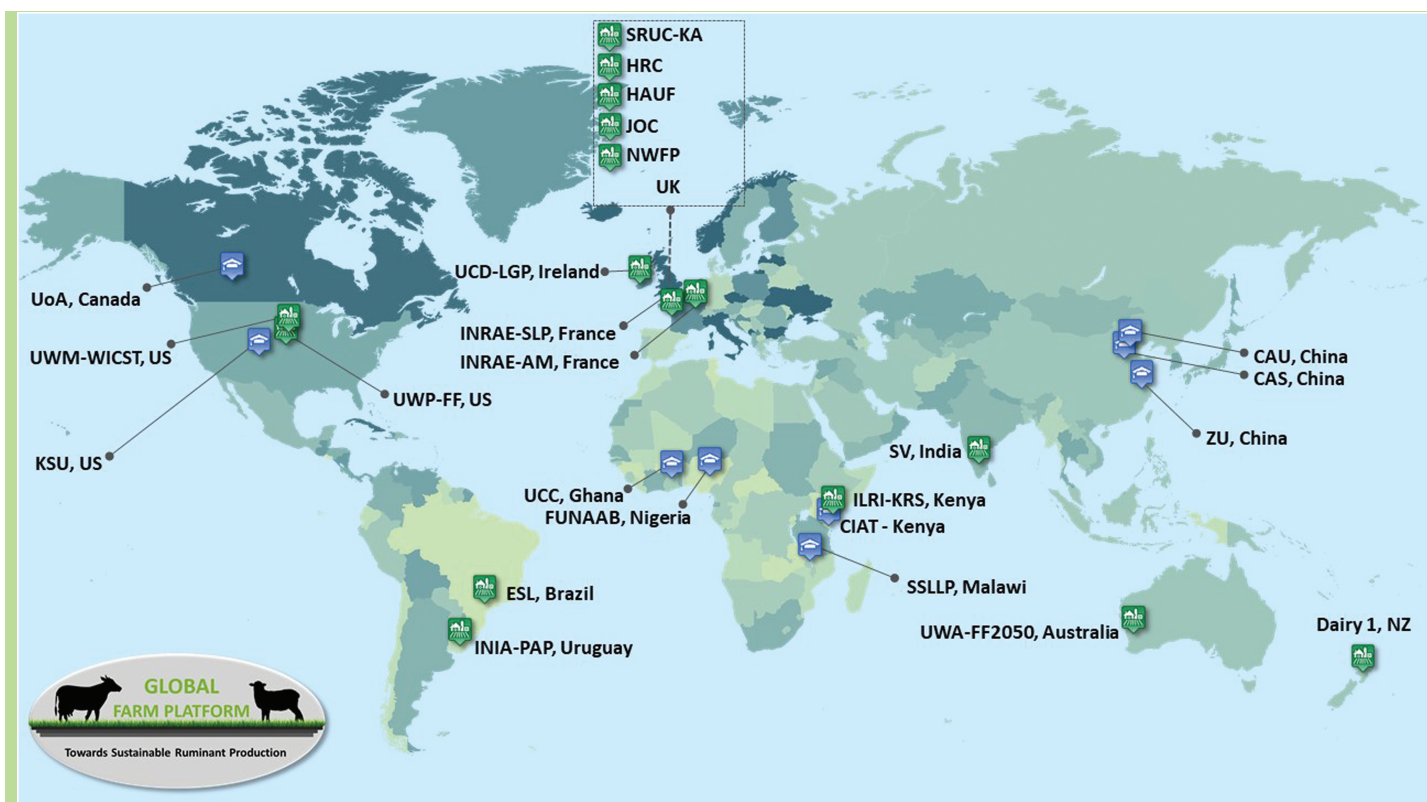 SRUC-KA
HRC
HAUF
JOC
NWFP
UK
UCD-LGP, Ireland
UoA, Canada
INRAE-SLP, France
UWM-WICST, US
INRAE-AM, France
CAU, China
CAS, China
UWP-FF, US
ZU, China
KSU, US
SV, India
UCC, Ghana
ILRI-KRS, Kenya
FUNAAB, Nigeria
CIAT - Kenya
SSLLP, Malawi
ESL, Brazil
UWA-FF2050, Australia
Dairy 1, NZ
INIA-PAP, Uruguay
GLOBAL
FARM PLATFORM
Towards Sustainable Ruminant Production